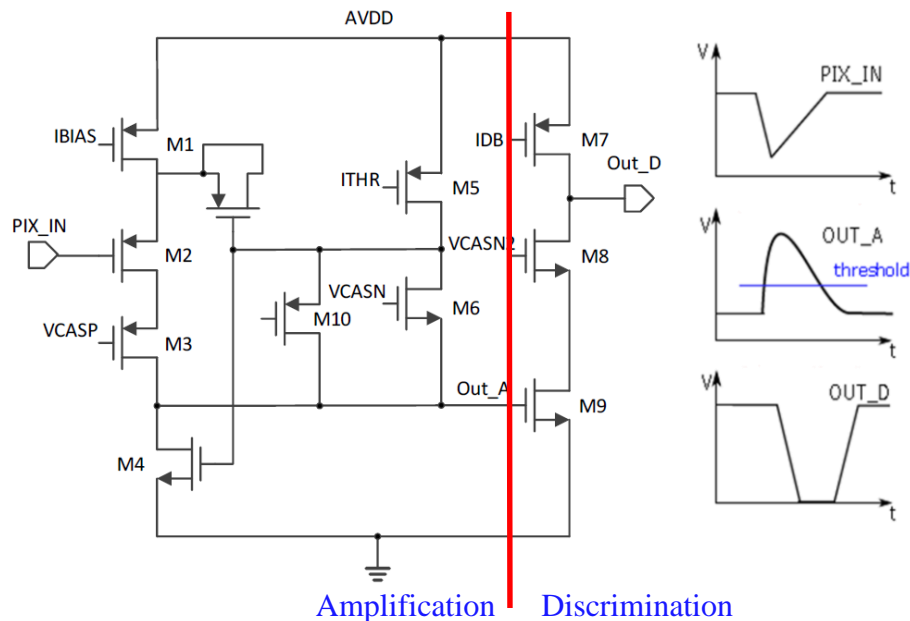 AVDD
IBIAS
M1
PIX_IN
M2
VCASP
M3
M4
ITHR
M5
VCASN
M6
M10
Out_A
IDB
M7
Out_D
VCASN2
M8
M9
Amplification
Discrimination
V
PIX_IN
t
V
OUT_A
threshold
t
V
OUT_D
t